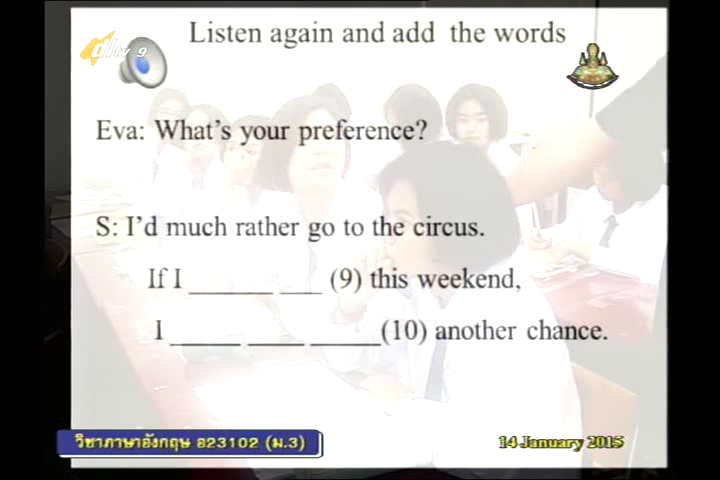 Listen again and add the words
dltv 9
Eva: What's your preference?
S: I'd much rather go to the circus.
If I ______ ___ (9) this weekend,
I _____ ____ _____(10) another chance.
วิชาภาษาอังกฤษ อ23102 (ม.3)
14 January 2015